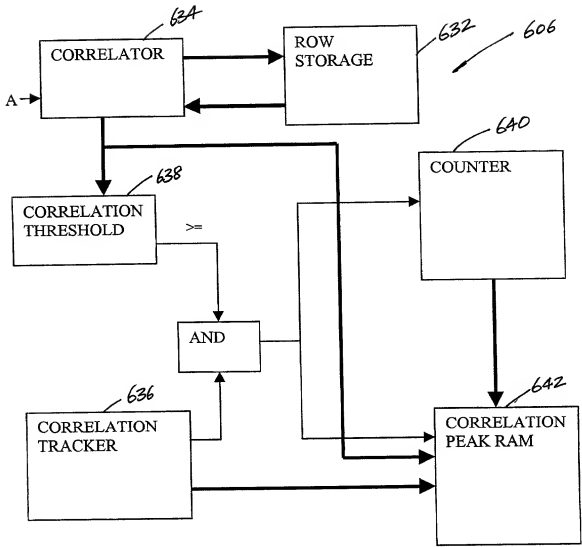 634
CORRELATOR
ROW
STORAGE
632
606
A
640
COUNTER
638
CORRELATION
THRESHOLD
>=
AND
636
CORRELATION
TRACKER
642
CORRELATION
PEAK RAM